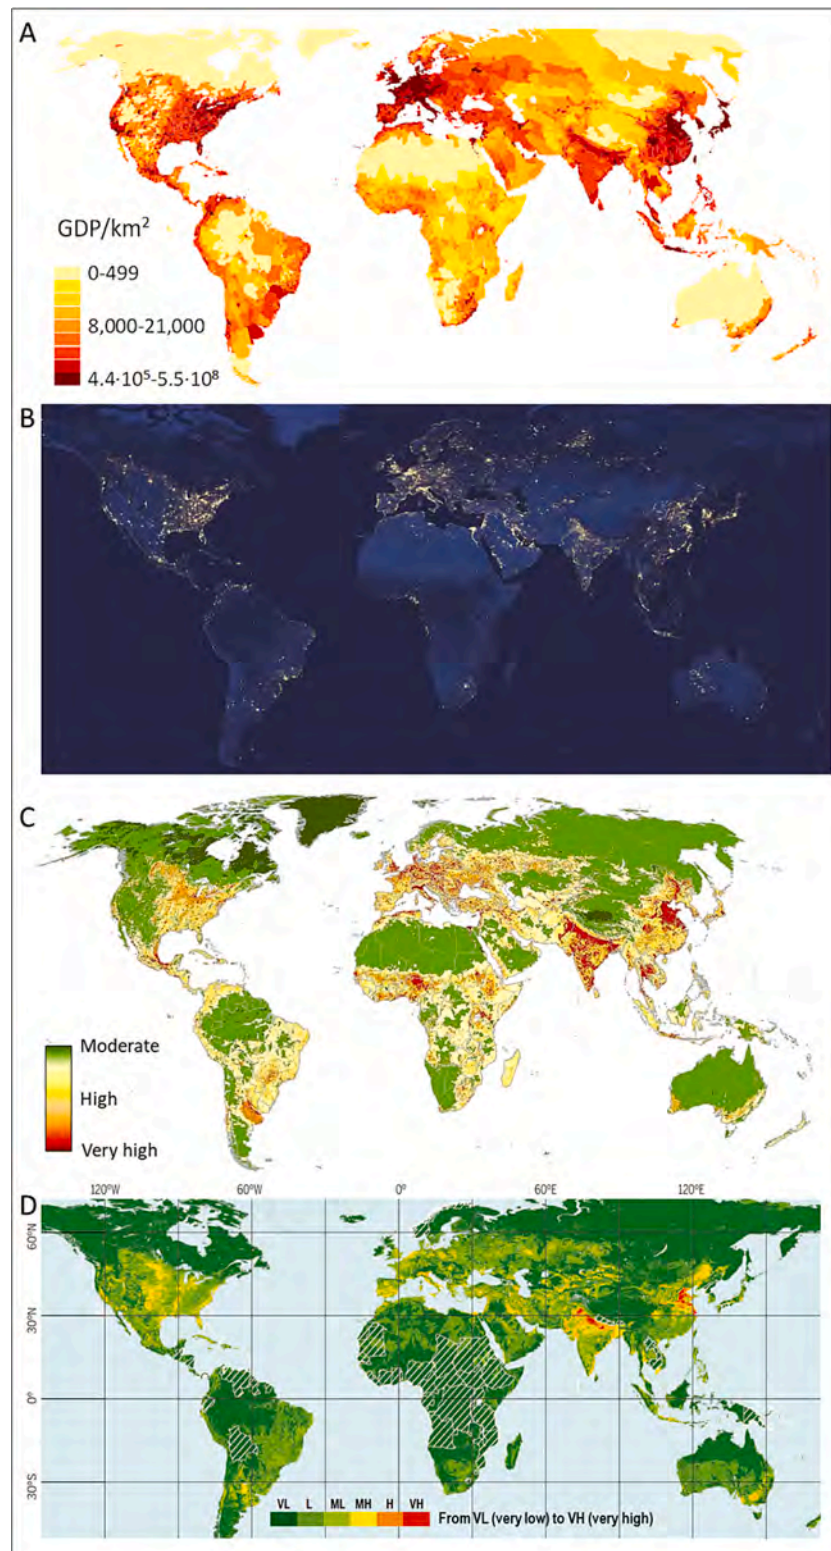 A
GDP/km²
0-499
8,000-21,000
4.4·10⁵-5.5·10⁸
B
C
Moderate
High
Very high
D
120°W 60°W 0° 60°E 120°E
60°N
30°N
0°
30°S
VL L ML MH H VH
From VL (very low) to VH (very high)